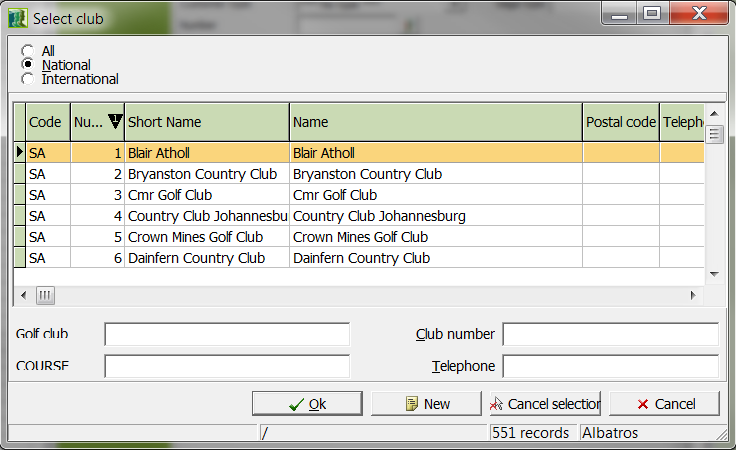 Select club
All
National
International
Code Nu... 1 Short Name Name Postal code Teleph
SA 1 Blair Atholl Blair Atholl
SA 2 Bryanston Country Club Bryanston Country Club
SA 3 Cmr Golf Club Cmr Golf Club
SA 4 Country Club Johannesbu Country Club Johannesburg
SA 5 Crown Mines Golf Club Crown Mines Golf Club
SA 6 Dainfern Country Club Dainfern Country Club
Golf club Club number
COURSE Telephone
Ok New Cancel selection Cancel
/ 551 records Albatros